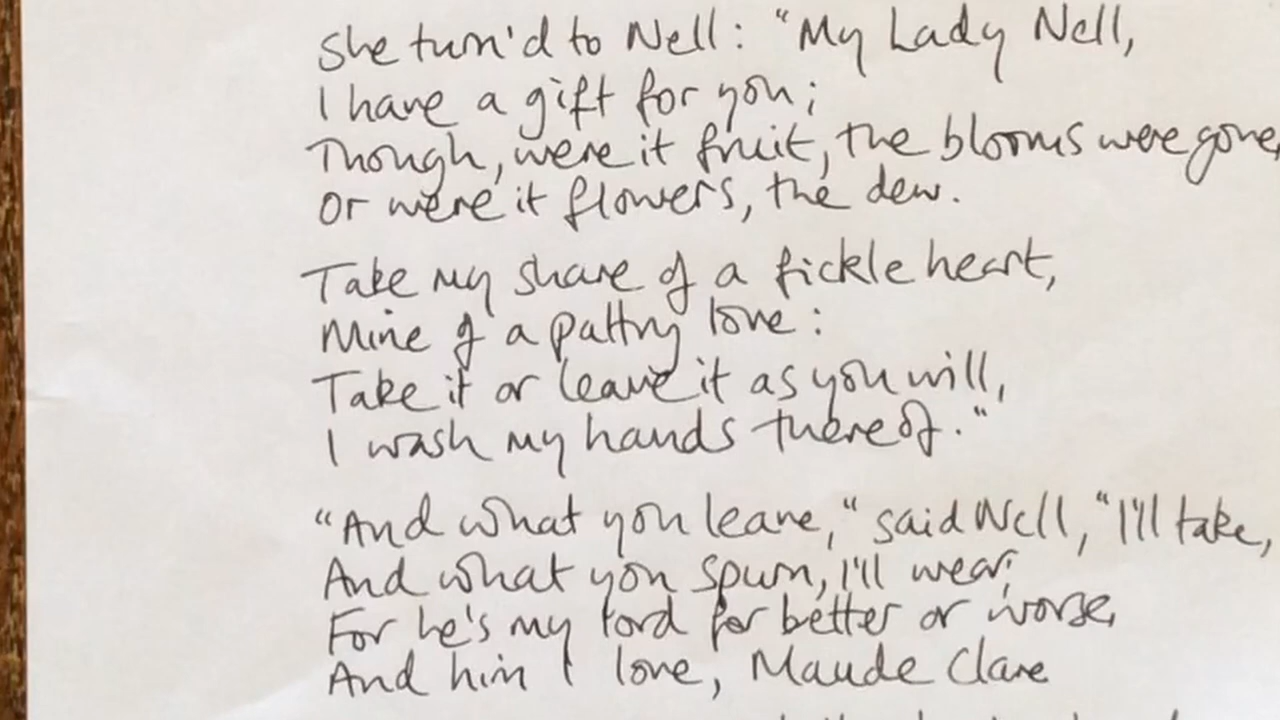 She turn'd to Nell: "My Lady Nell,
I have a gift for you;
Though, were it fruit, the blooms were gone,
Or were it flowers, the dew.
Take my share of a fickle heart,
Mine of a paltry love:
Take it or leave it as you will,
I wash my hands thereof."
"And what you leave," said Nell, "I'll take,
And what you spurn, I'll wear;
For he's my lord for better or worse,
And him I love, Maude Clare